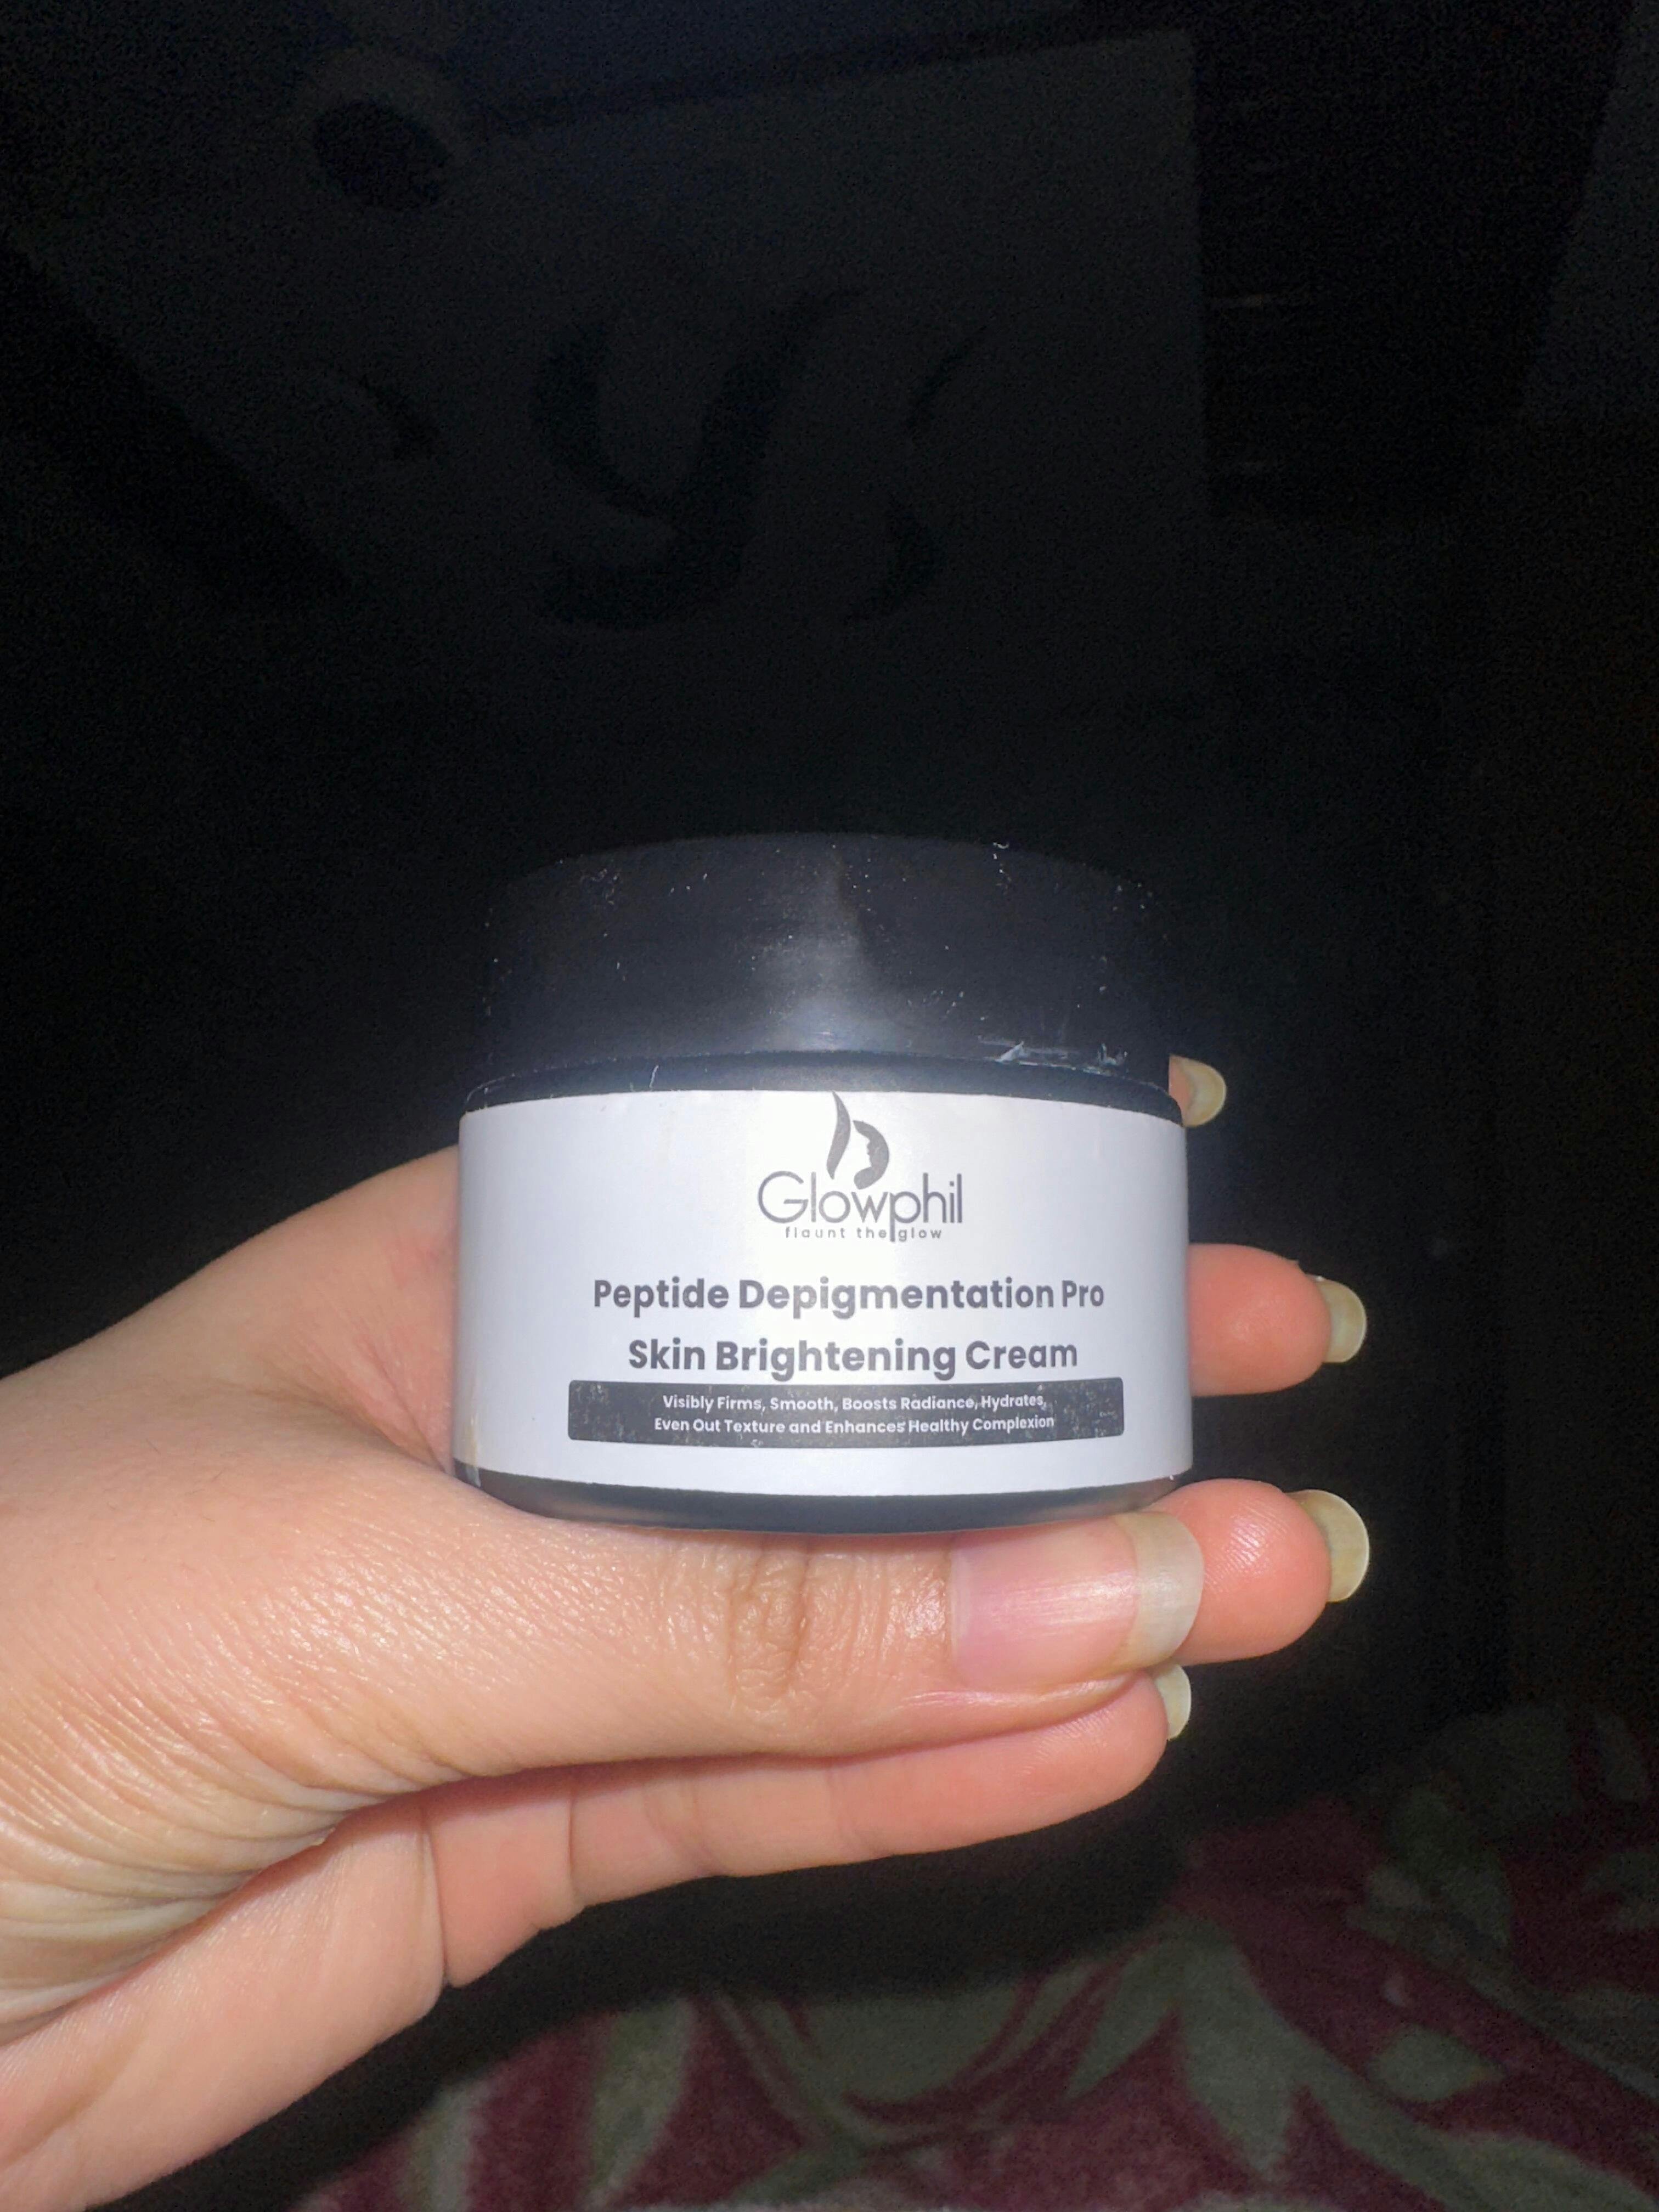 Glowphil
flaunt the glow
Peptide Depigmentation Pro
Skin Brightening Cream
Visibly Firms, Smooth, Boosts Radiance, Hydrates,
Even Out Texture and Enhances Healthy Complexion